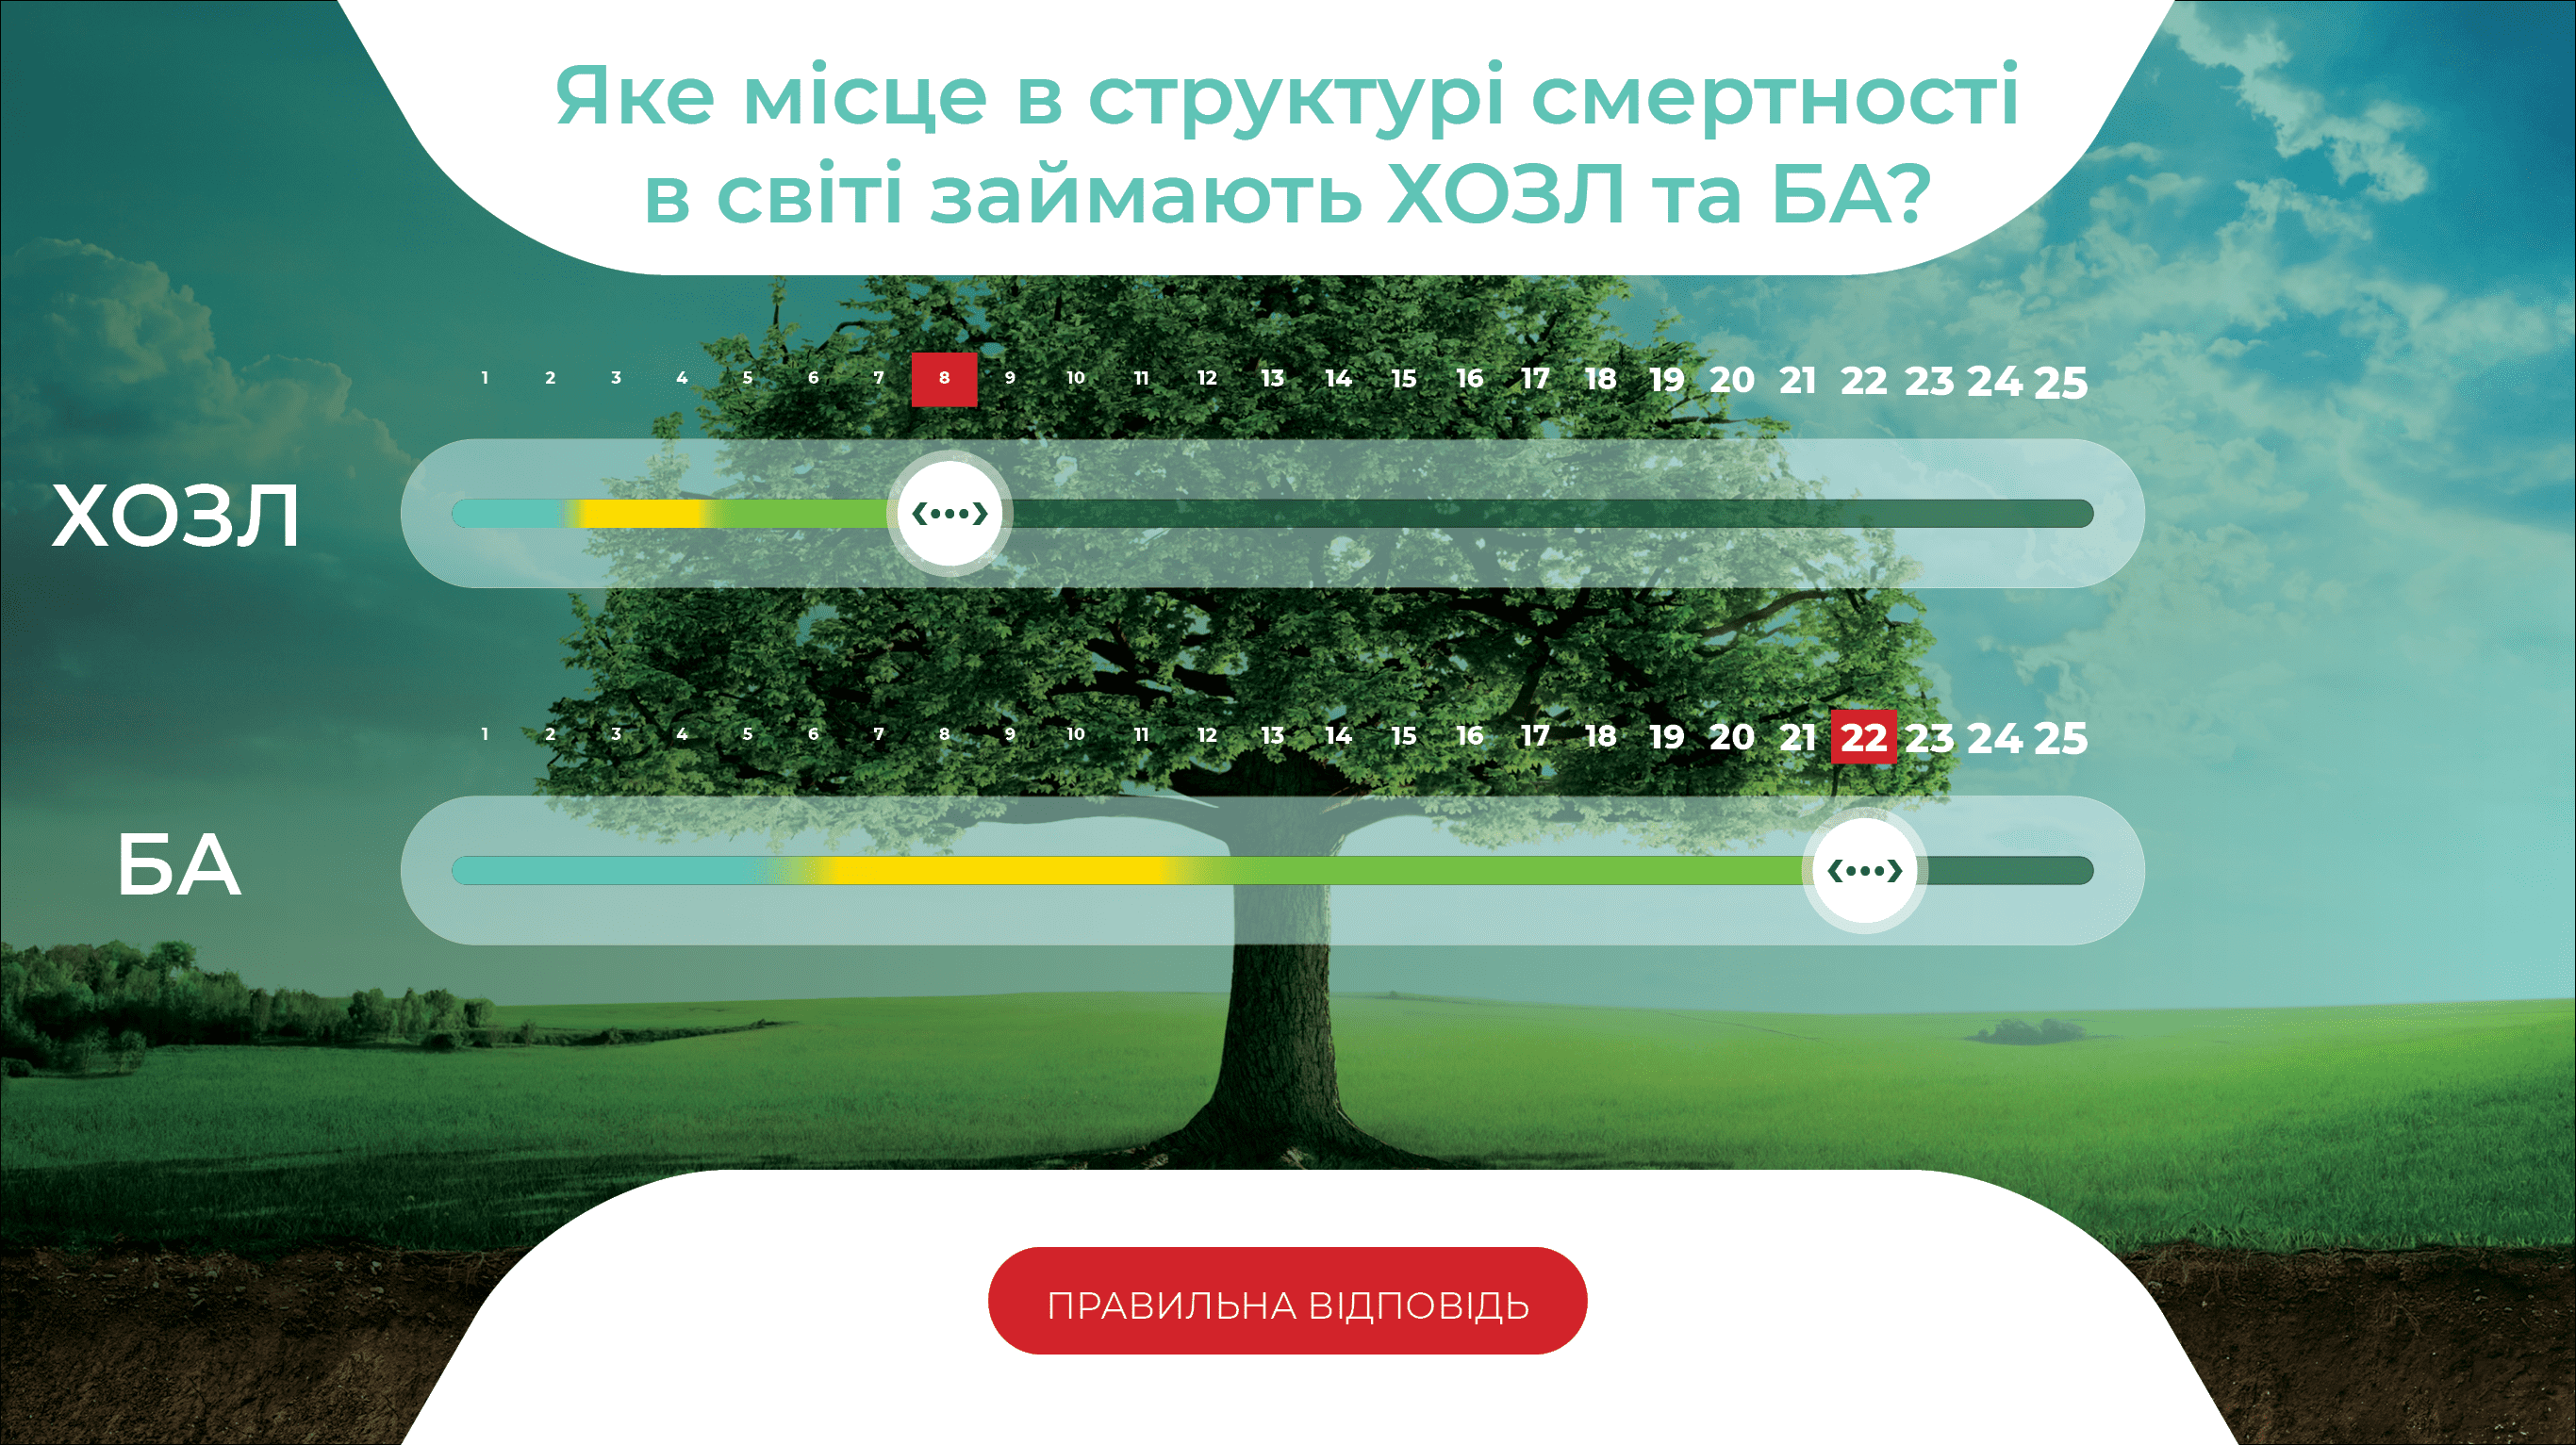 Яке місце в структурі смертності
в світі займають ХОЗЛ та БА?
1 2 3 4 5 6 7 8 9 10 11 12 13 14 15 16 17 18 19 20 21 22 23 24 25
ХОЗЛ
1 2 3 4 5 6 7 8 9 10 11 12 13 14 15 16 17 18 19 20 21 22 23 24 25
БА
ПРАВИЛЬНА ВІДПОВІДЬ